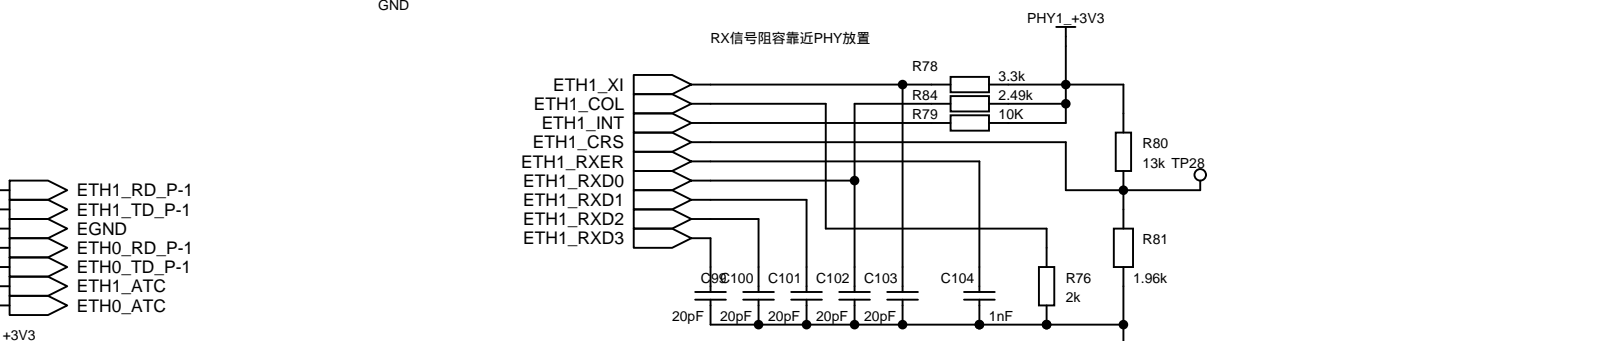 GND
PHY1_+3V3
RX信号阻容靠近PHY放置
ETH1_XI
R78
3.3k
ETH1_COL
R84
2.49k
ETH1_INT
R79
10K
ETH1_CRS
R80
13k
TP28
ETH1_RXER
ETH1_RXD0
ETH1_RXD1
ETH1_RXD2
ETH1_RXD3
R81
1.96k
ETH1_RD_P-1
ETH1_TD_P-1
EGND
ETH0_RD_P-1
ETH0_TD_P-1
ETH1_ATC
ETH0_ATC
+3V3
C99
C100
C101
C102
C103
C104
R76
2k
20pF
20pF
20pF
20pF
20pF
1nF